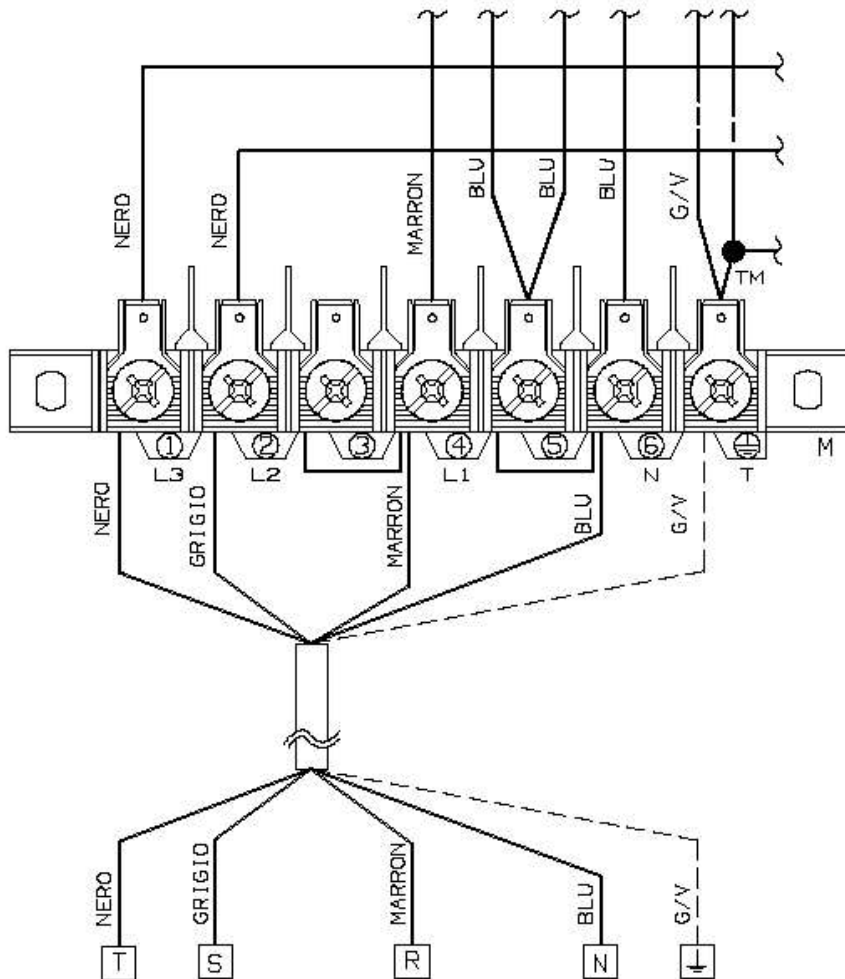 NERO
NERO
MARRON
BLU
BLU
BLU
G/V
TM
1
2
3
4
5
6
M
L3
L2
L1
N
T
NERO
GRIGIO
MARRON
BLU
G/V
NERO
GRIGIO
MARRON
BLU
G/V
T
S
R
N